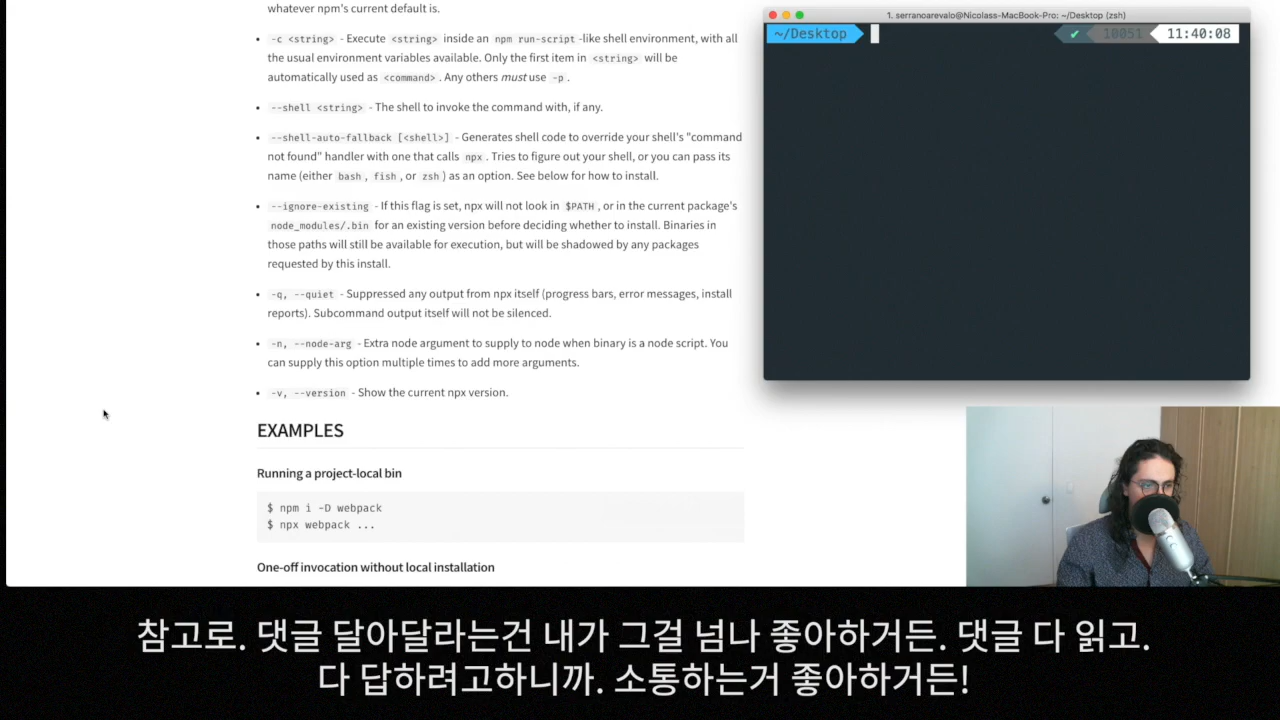 whatever npm's current default is.
-c <string> - Execute <string> inside an npm run-script -like shell environment, with all
the usual environment variables available. Only the first item in <string> will be
automatically used as <command>. Any others must use -p .
--shell <string> - The shell to invoke the command with, if any.
--shell-auto-fallback [<shell>] - Generates shell code to override your shell's "command
not found" handler with one that calls npx. Tries to figure out your shell, or you can pass its
name (either bash, fish, or zsh) as an option. See below for how to install.
--ignore-existing - If this flag is set, npx will not look in $PATH, or in the current package's
node_modules/.bin for an existing version before deciding whether to install. Binaries in
those paths will still be available for execution, but will be shadowed by any packages
requested by this install.
-q, --quiet - Suppressed any output from npx itself (progress bars, error messages, install
reports). Subcommand output itself will not be silenced.
-n, --node-arg - Extra node argument to supply to node when binary is a node script. You
can supply this option multiple times to add more arguments.
-v, --version - Show the current npx version.
EXAMPLES
Running a project-local bin
$ npm i -D webpack
$ npx webpack ...
One-off invocation without local installation
1. serranoarevalo@Nicolass-MacBook-Pro: ~/Desktop (zsh)
~/Desktop ✔ 10051 11:40:08
참고로. 댓글 달아달라는건 내가 그걸 넘나 좋아하거든. 댓글 다 읽고.
다 답하려고하니까. 소통하는거 좋아하거든!